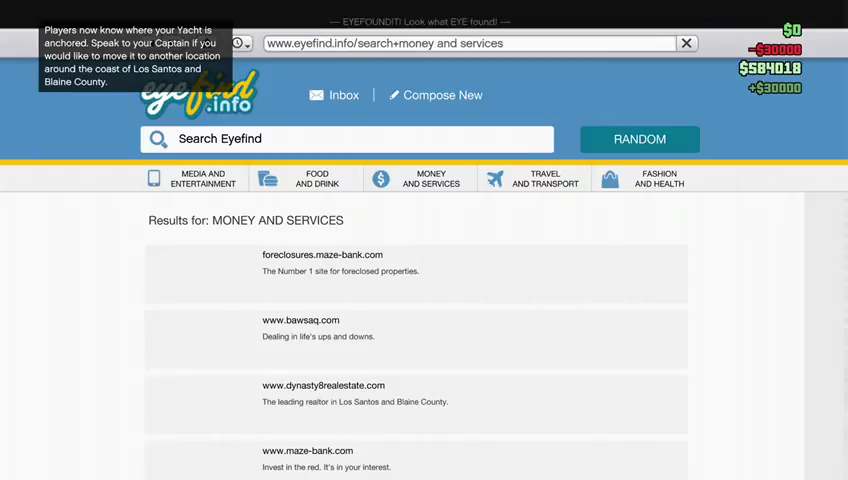 --- EYEFOUNDIT! Look what EYE found! ---
Players now know where your Yacht is
anchored. Speak to your Captain if you
would like to move it to another location
around the coast of Los Santos and
Blaine County.
www.eyefind.info/search+money and services
$0
-$30000
$584018
+$30000
eyefind
.info
Inbox
Compose New
Search Eyefind
RANDOM
MEDIA AND
ENTERTAINMENT
FOOD
AND DRINK
MONEY
AND SERVICES
TRAVEL
AND TRANSPORT
FASHION
AND HEALTH
Results for: MONEY AND SERVICES
foreclosures.maze-bank.com
The Number 1 site for foreclosed properties.
www.bawsaq.com
Dealing in life's ups and downs.
www.dynasty8realestate.com
The leading realtor in Los Santos and Blaine County.
www.maze-bank.com
Invest in the red. It's in your interest.